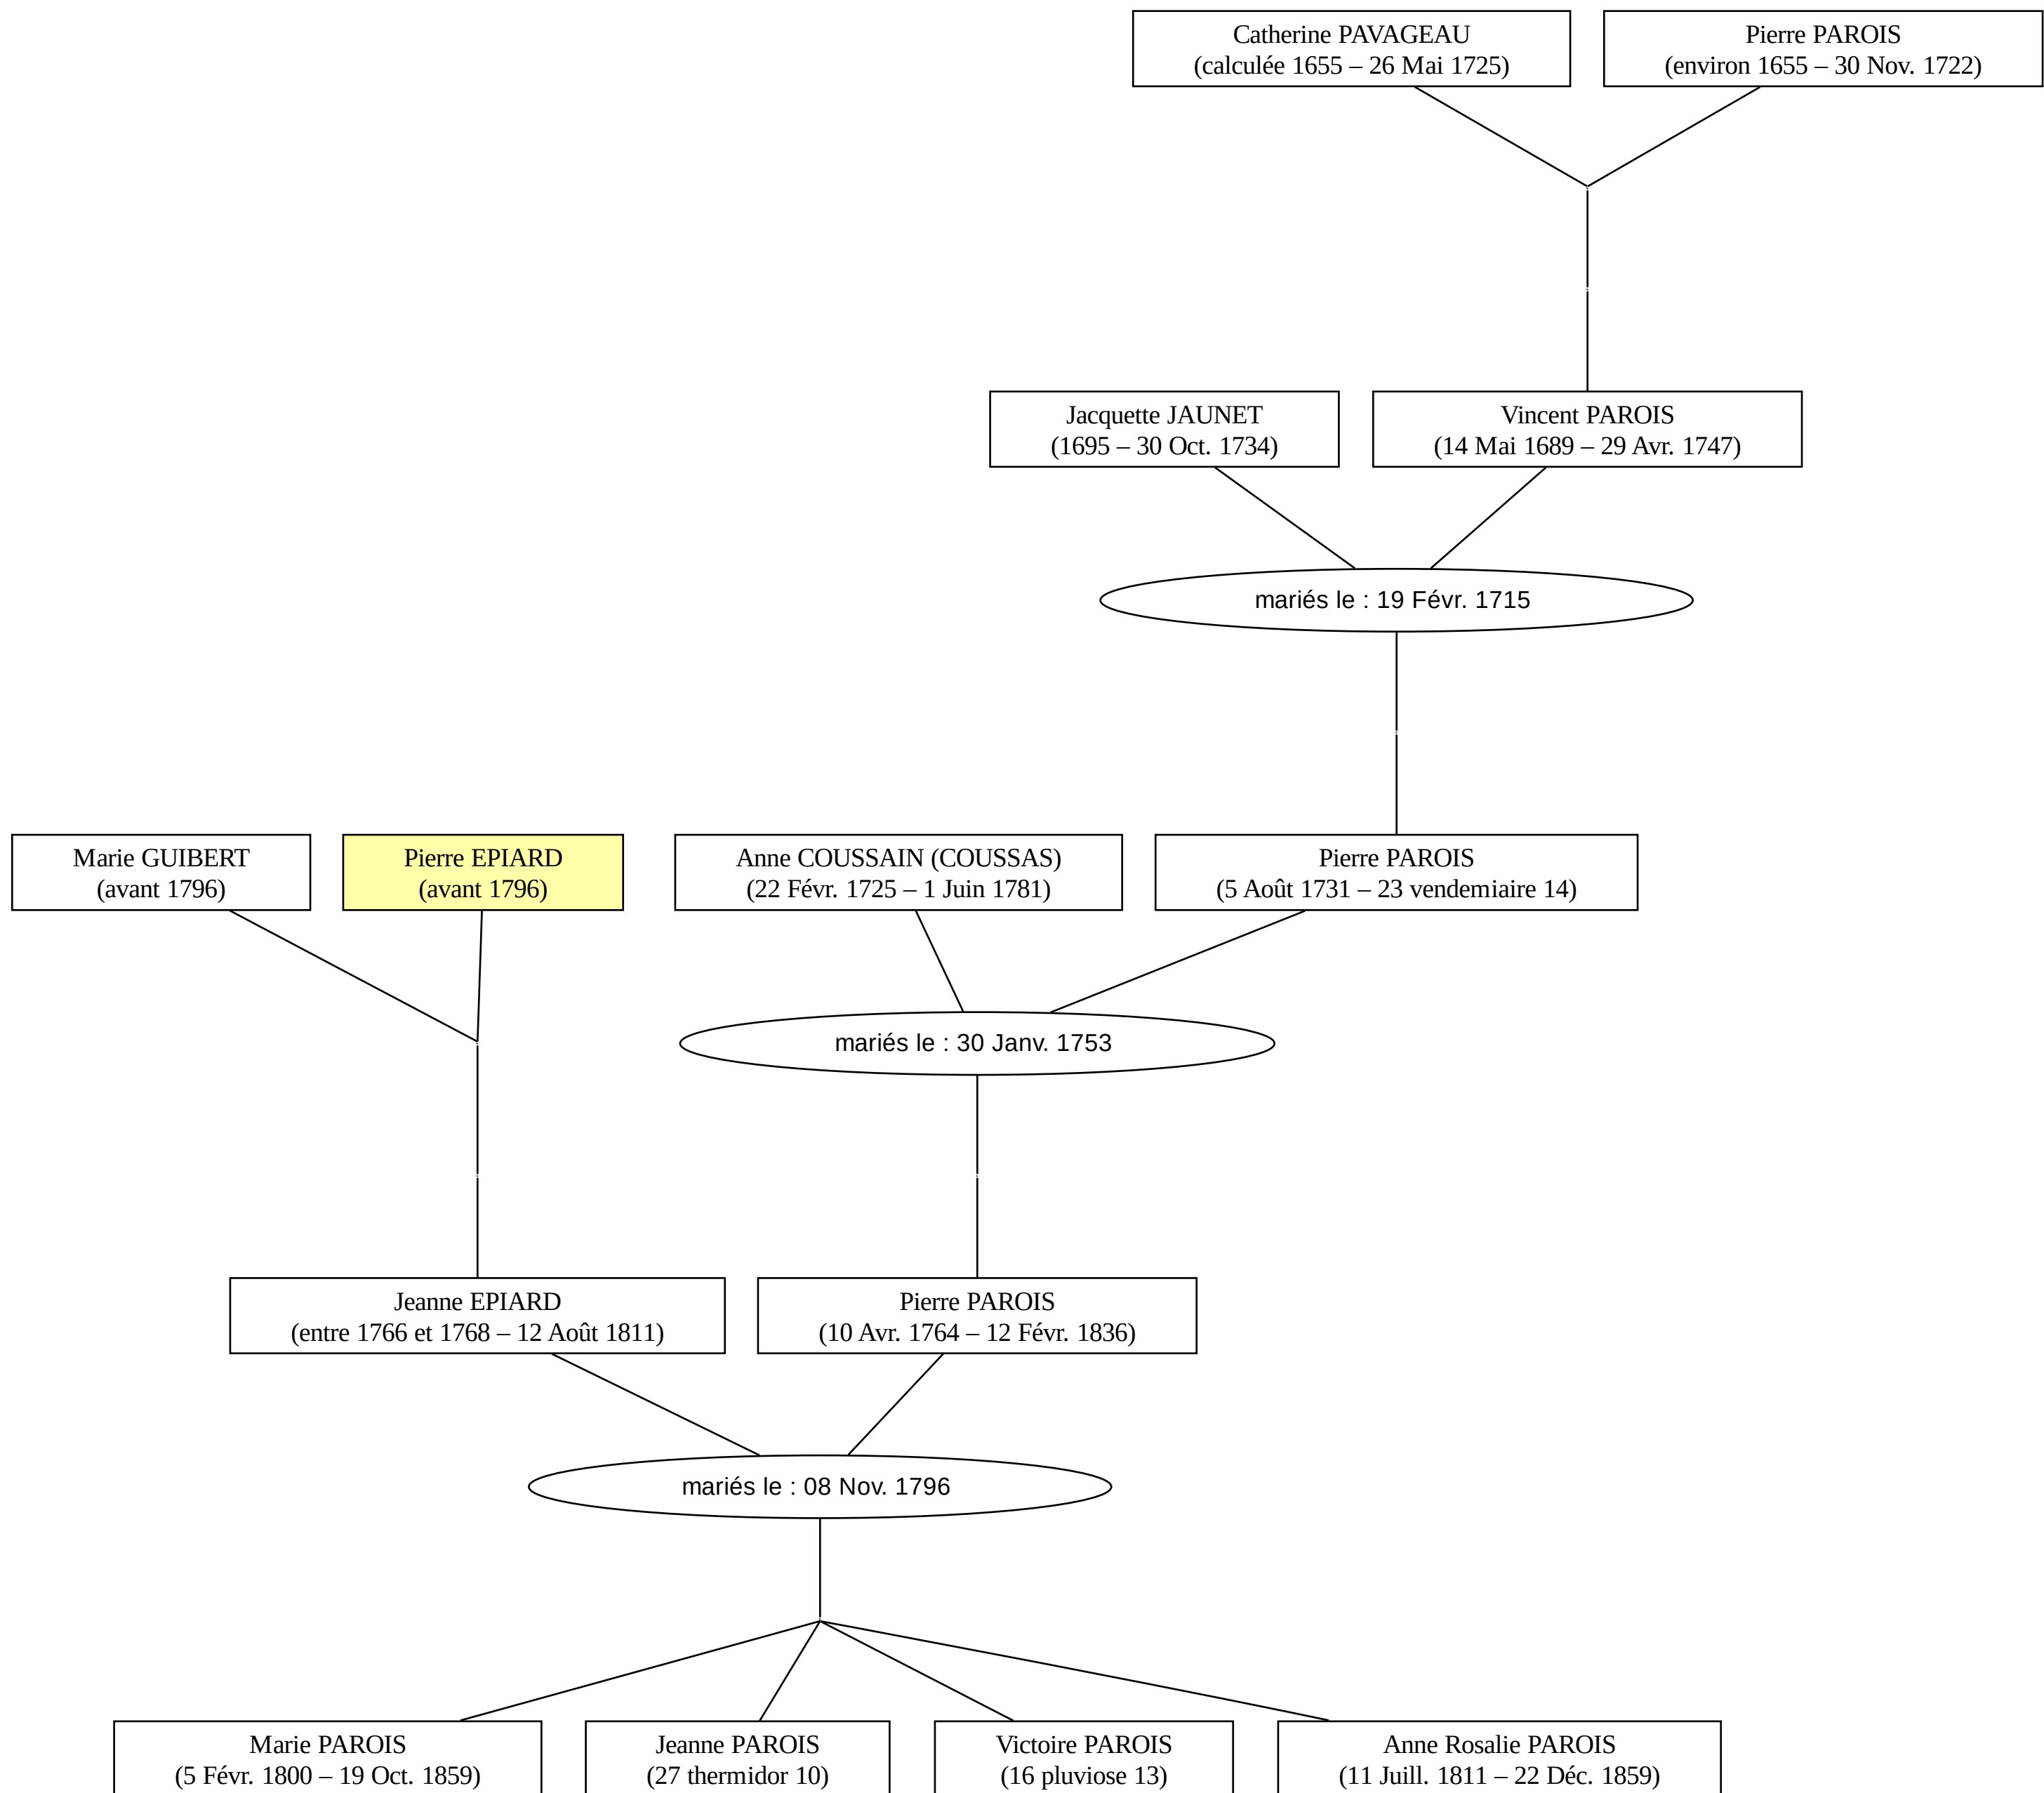 Catherine PAVAGEAU
(calculée 1655 – 26 Mai 1725)
Pierre PAROIS
(environ 1655 – 30 Nov. 1722)
Jacquette JAUNET
(1695 – 30 Oct. 1734)
Vincent PAROIS
(14 Mai 1689 – 29 Avr. 1747)
mariés le : 19 Févr. 1715
Marie GUIBERT
(avant 1796)
Pierre EPIARD
(avant 1796)
Anne COUSSAIN (COUSSAS)
(22 Févr. 1725 – 1 Juin 1781)
Pierre PAROIS
(5 Août 1731 – 23 vendemiaire 14)
mariés le : 30 Janv. 1753
Jeanne EPIARD
(entre 1766 et 1768 – 12 Août 1811)
Pierre PAROIS
(10 Avr. 1764 – 12 Févr. 1836)
mariés le : 08 Nov. 1796
Marie PAROIS
(5 Févr. 1800 – 19 Oct. 1859)
Jeanne PAROIS
(27 thermidor 10)
Victoire PAROIS
(16 pluviose 13)
Anne Rosalie PAROIS
(11 Juill. 1811 – 22 Déc. 1859)